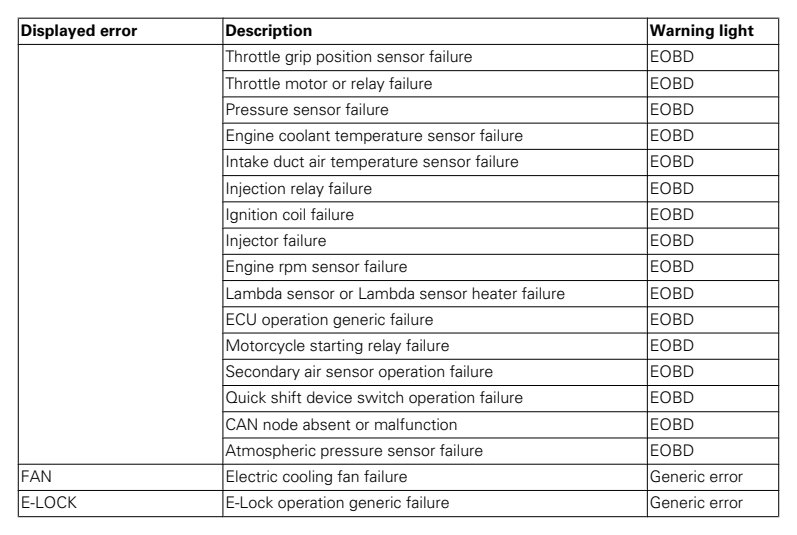 Displayed error Description Warning light
Throttle grip position sensor failure EOBD
Throttle motor or relay failure EOBD
Pressure sensor failure EOBD
Engine coolant temperature sensor failure EOBD
Intake duct air temperature sensor failure EOBD
Injection relay failure EOBD
Ignition coil failure EOBD
Injector failure EOBD
Engine rpm sensor failure EOBD
Lambda sensor or Lambda sensor heater failure EOBD
ECU operation generic failure EOBD
Motorcycle starting relay failure EOBD
Secondary air sensor operation failure EOBD
Quick shift device switch operation failure EOBD
CAN node absent or malfunction EOBD
Atmospheric pressure sensor failure EOBD
FAN Electric cooling fan failure Generic error
E-LOCK E-Lock operation generic failure Generic error